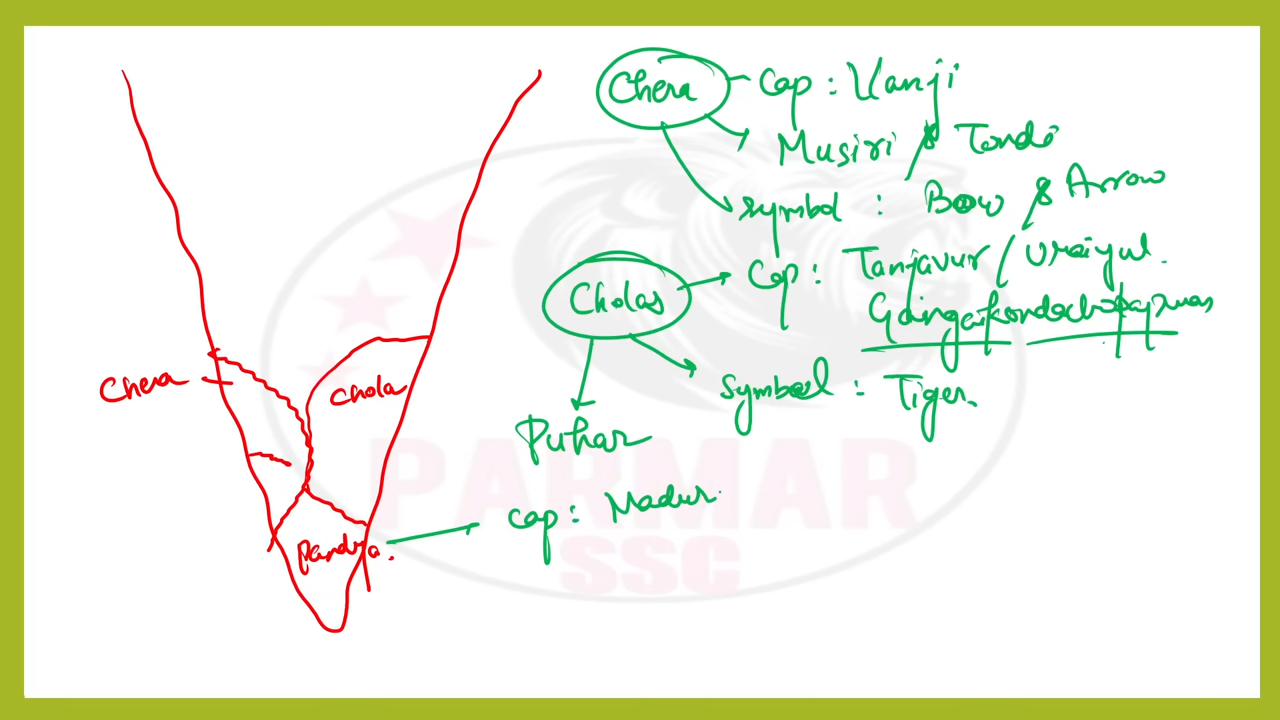 Chera - Cap : Vanji
Musiri & Tondi
Symbol : Bow & Arrow
Cholas → Cap : Tanjavur / Uraiyul.
Symbol : Tiger.
Puhar
Cap : Madur
Chera
Chola
Pandya.
PARMAR
SSC